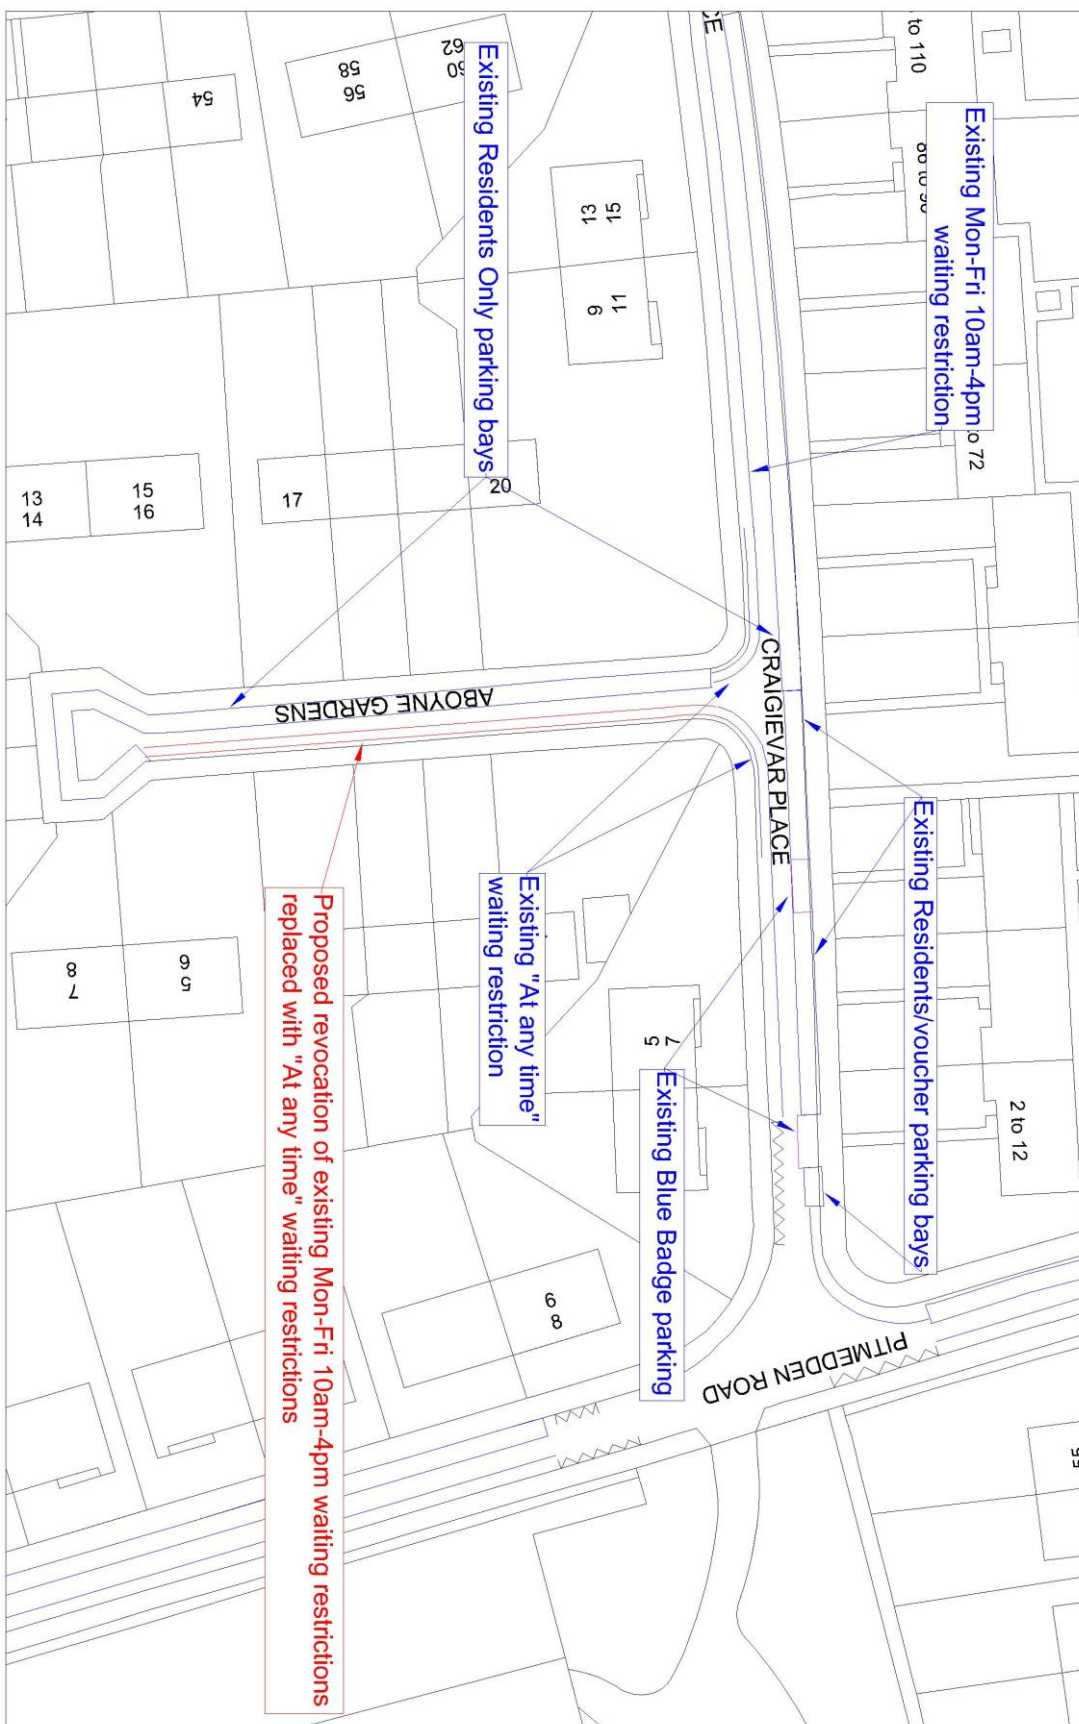 Existing Mon-Fri 10am-4pm
waiting restriction
Existing Residents/voucher parking bays
Existing Residents Only parking bays
Existing "At any time"
waiting restriction
Existing Blue Badge parking
Proposed revocation of existing Mon-Fri 10am-4pm waiting restrictions
replaced with "At any time" waiting restrictions
CRAIGIEVAR PLACE
ABOYNE GARDENS
PITMEDDEN ROAD
CE
to 110
to 72
2 to 12
15
13
11
9
62
60
58
56
54
20
17
15
16
13
14
7
5
5
6
7
8
8
9
55